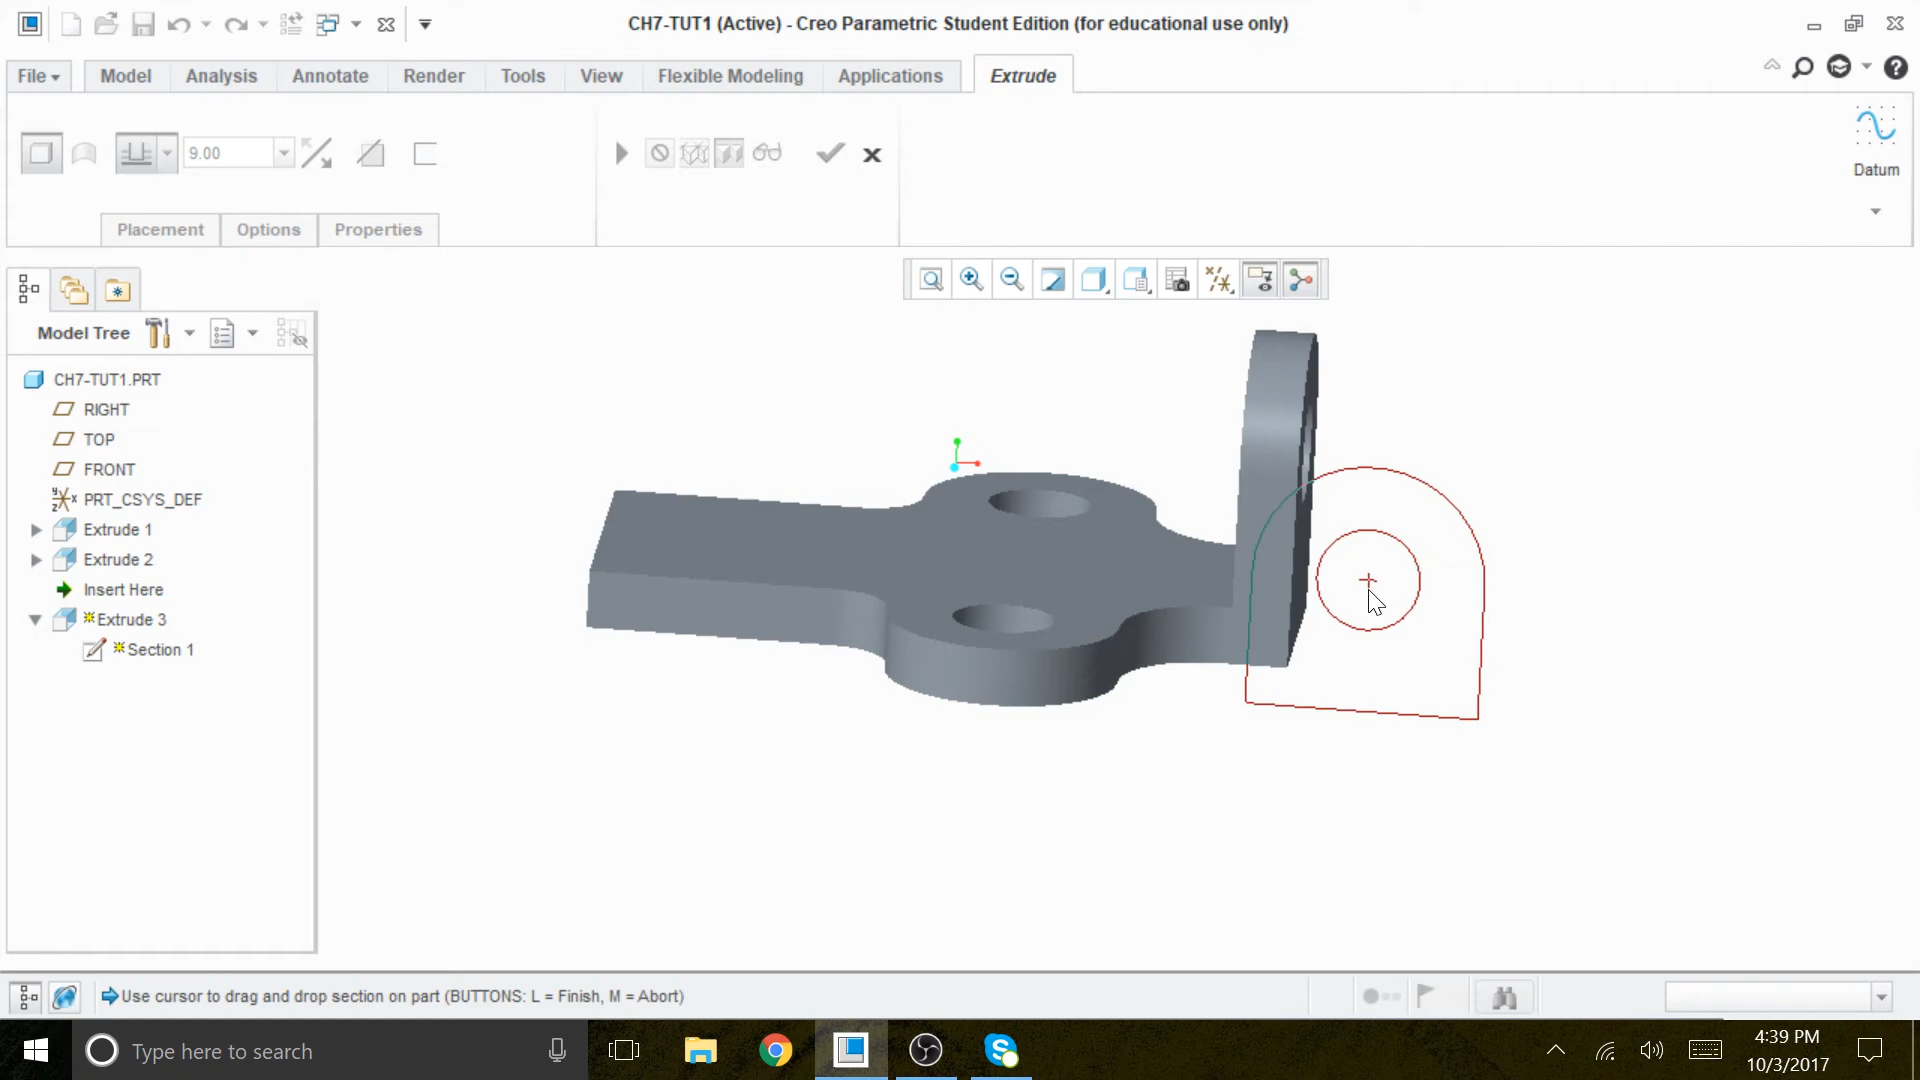 CH7-TUT1 (Active) - Creo Parametric Student Edition (for educational use only)
File Model Analysis Annotate Render Tools View Flexible Modeling Applications Extrude
9.00
Datum
Placement Options Properties
Model Tree
CH7-TUT1.PRT
RIGHT
TOP
FRONT
PRT_CSYS_DEF
Extrude 1
Extrude 2
Insert Here
Extrude 3
Section 1
Use cursor to drag and drop section on part (BUTTONS: L = Finish, M = Abort)
Type here to search
4:39 PM
10/3/2017